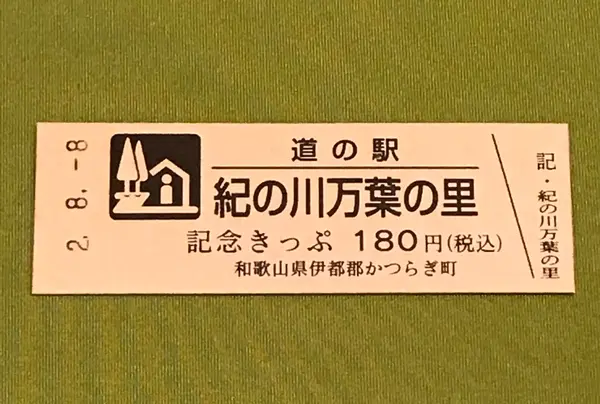 2. 8. -8
道の駅
紀の川万葉の里
記念きっぷ 180円(税込)
和歌山県伊都郡かつらぎ町
記・紀の川万葉の里